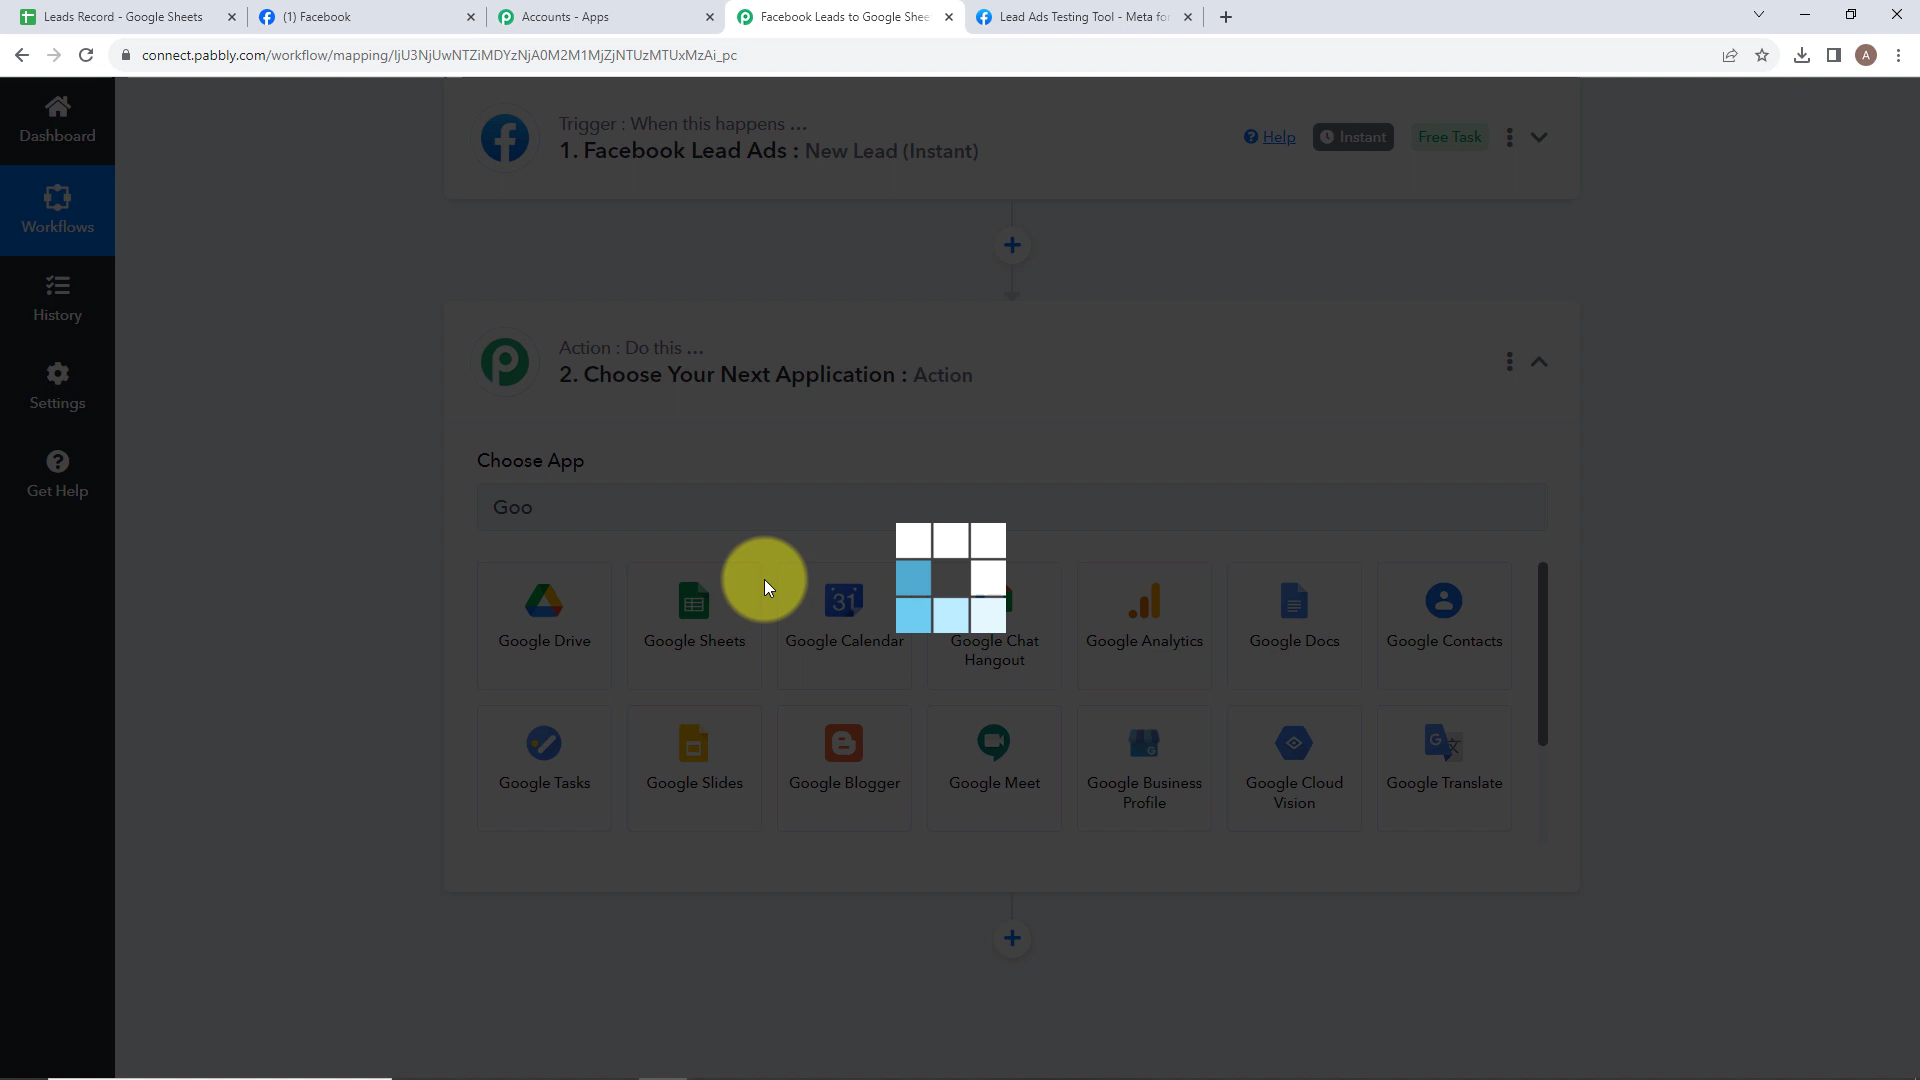 Leads Record - Google Sheets
(1) Facebook
Accounts - Apps
Facebook Leads to Google Shee
Lead Ads Testing Tool - Meta for
connect.pabbly.com/workflow/mapping/IjU3NjUwNTZiMDYzNjA0M2M1MjZjNTUzMTUxMzAi_pc
A
Dashboard
Workflows
History
Settings
Get Help
Trigger : When this happens ...
1. Facebook Lead Ads : New Lead (Instant)
Help
Instant
Free Task
Action : Do this ...
2. Choose Your Next Application : Action
Choose App
Goo
31
Google Drive
Google Sheets
Google Calendar
Google Chat
Hangout
Google Analytics
Google Docs
Google Contacts
Google Tasks
Google Slides
Google Blogger
Google Meet
Google Business
Profile
Google Cloud
Vision
Google Translate